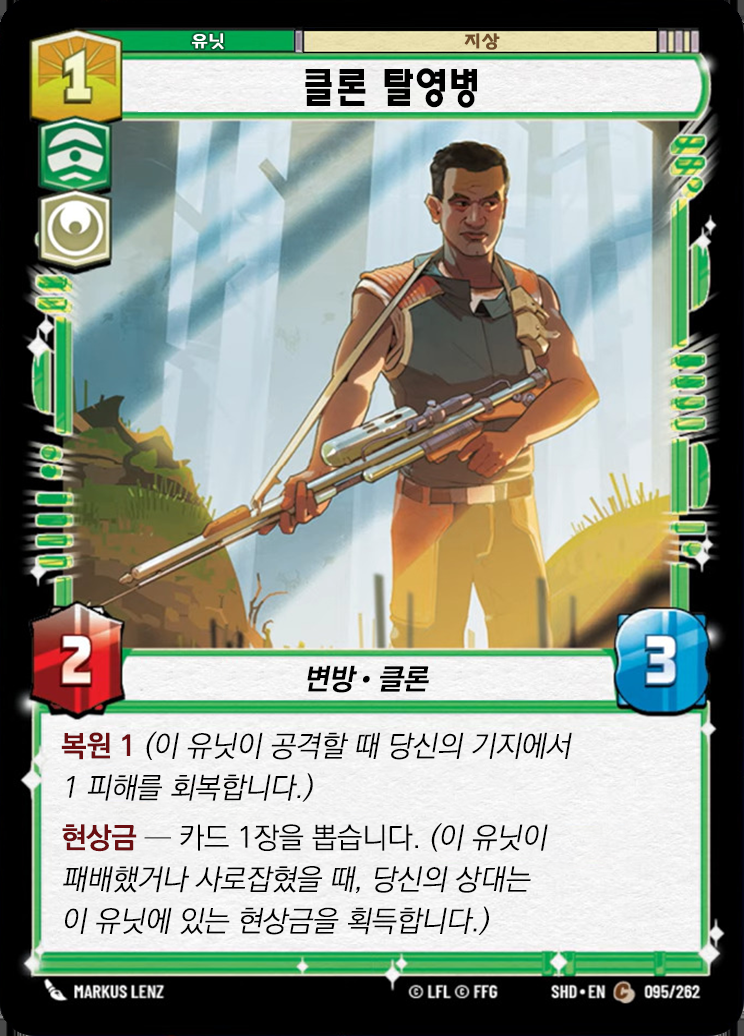 유닛
지상
1
클론 탈영병
2
3
변방 • 클론
복원 1 (이 유닛이 공격할 때 당신의 기지에서
1 피해를 회복합니다.)
현상금 — 카드 1장을 뽑습니다. (이 유닛이
패배했거나 사로잡혔을 때, 당신의 상대는
이 유닛에 있는 현상금을 획득합니다.)
MARKUS LENZ
© LFL © FFG
SHD • EN C 095/262